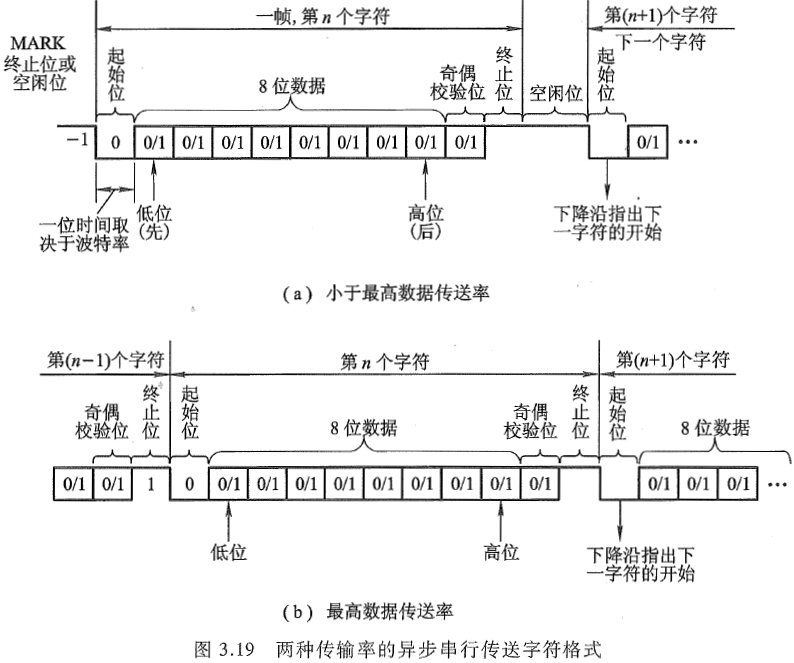 一帧, 第 n 个字符
第(n+1)个字符
下一个字符
MARK
终止位或
空闲位
起始位
8 位数据
奇偶
校验位
终止位
空闲位
起始位
−1
0 0/1 0/1 0/1 0/1 0/1 0/1 0/1 0/1 0/1 0/1 …
一位时间取
决于波特率
低位
(先)
高位
(后)
下降沿指出下
一字符的开始
(a) 小于最高数据传送率
第(n−1)个字符
第 n 个字符
第(n+1)个字符
奇偶
校验位
终止位
起始位
8 位数据
奇偶
校验位
终止位
起始位
8 位数据
0/1 0/1 1 0 0/1 0/1 0/1 0/1 0/1 0/1 0/1 0/1 0/1 0/1 0/1 0/1 …
低位
高位
下降沿指出下
一字符的开始
(b) 最高数据传送率
图 3.19 两种传输率的异步串行传送字符格式